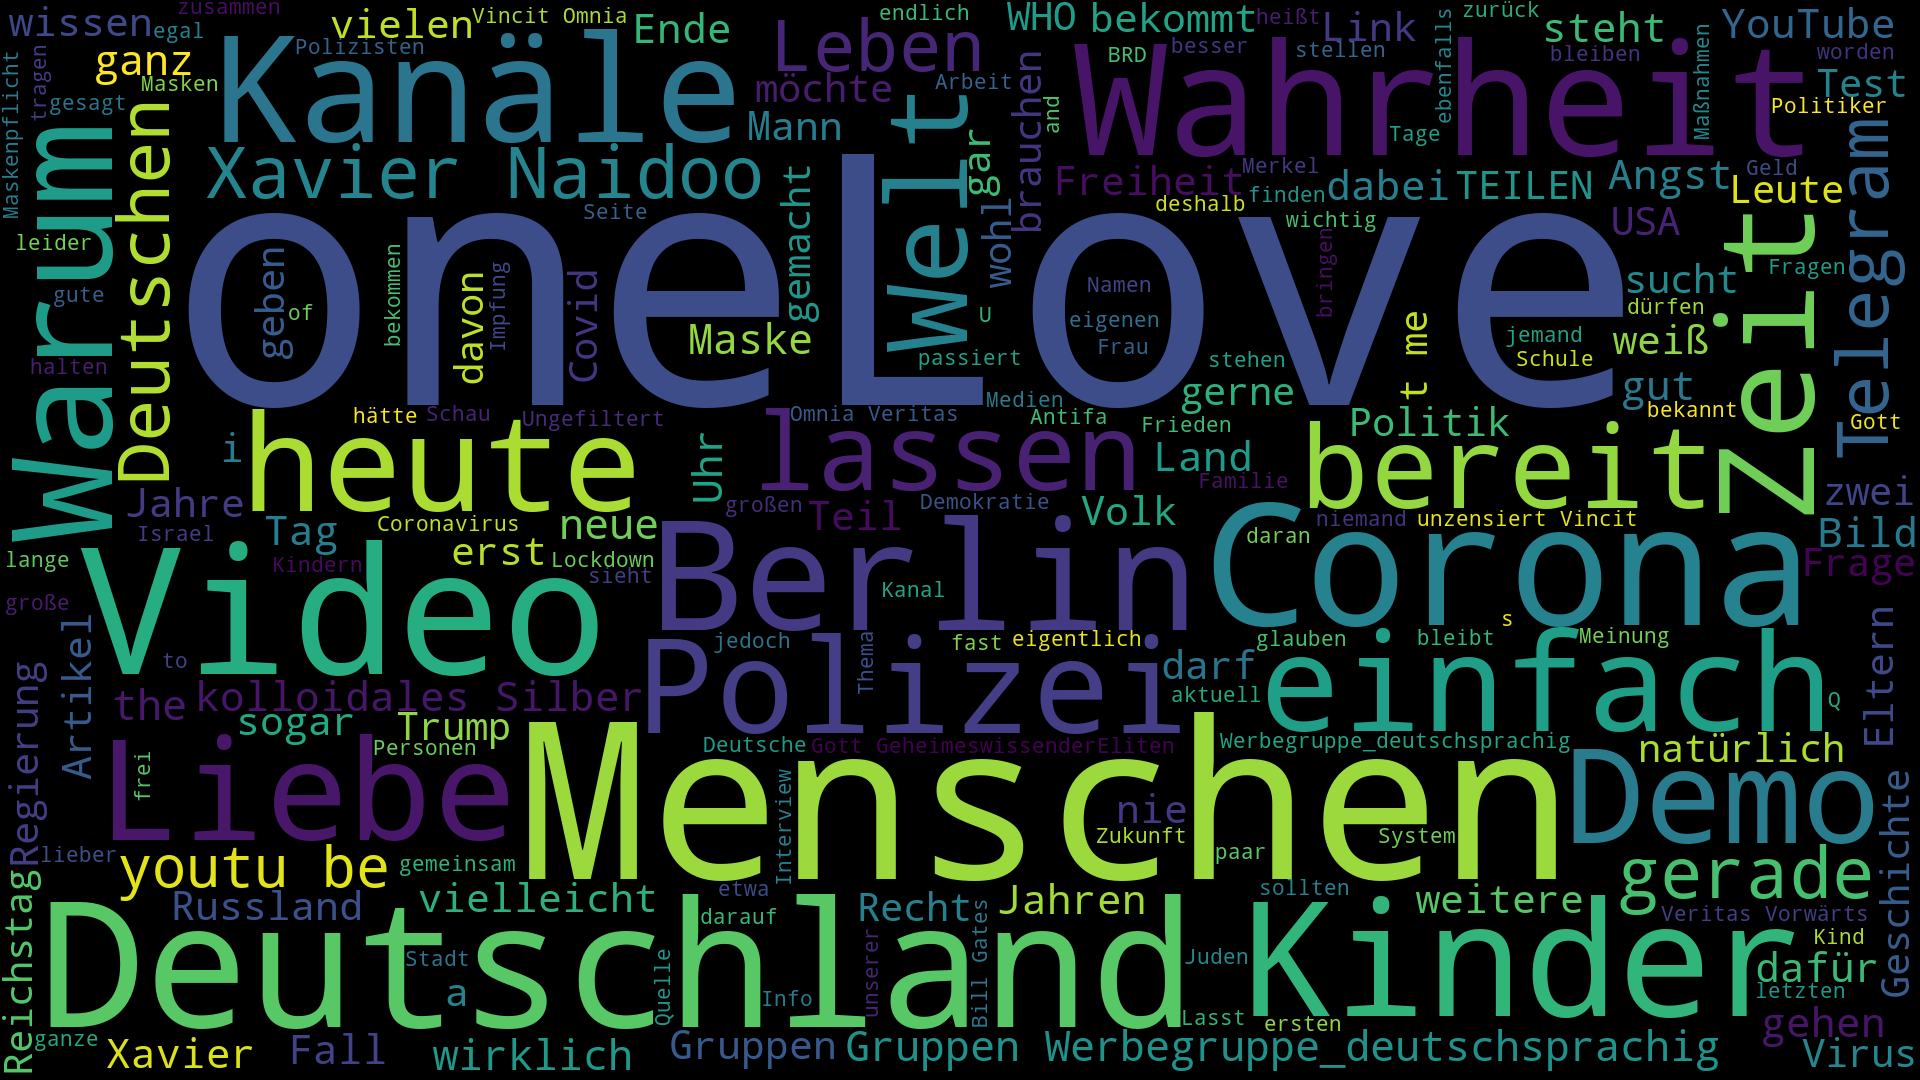 zusammen
wissen
egal
vielen
Vincit Omnia
Ende
endlich
WHO
bekommt
heißt
Link
zurück
steht
YouTube
ganz
Polizisten
Kanäle
Leben
möchte
Arbeit
BRD
besser
stellen
bleiben
worden
Masken
tragen
gesagt
Maskenpflicht
Mann
Wahrheit
Test
Politiker
Maßnahmen
ebenfalls
Tage
and
brauchen
gar
Welt
Warum
Deutschen
Xavier Naidoo
gemacht
Seite
Freiheit
Merkel
finden
dabei
TEILEN
Angst
Geld
Leute
Telegram
deshalb
wichtig
USA
Zeit
leider
oneLove
wohl
bringen
sucht
Fragen
gute
geben
of
bekommen
davon
Impfung
Covid
Maske
U
Namen
eigenen
Frau
passiert
stehen
t me
jemand
Schule
dürfen
weiß
halten
gerne
gut
bekannt
Gott
hätte
Schau
Ungefiltert
Omnia Veritas
Medien
Antifa
Frieden
Politik
i
heute
Uhr
lassen
Land
bereit
Familie
zwei
Jahre
großen
Teil
Demokratie
Volk
niemand
unzensiert Vincit
Israel
Tag
Coronavirus
neue
Berlin
Corona
daran
Bild
lange
erst
Lockdown
Kindern
sieht
Frage
Video
Kanal
große
s
Artikel
jedoch
Thema
fast
eigentlich
glauben
bleibt
Meinung
Eltern
to
Polizei
darf
einfach
Regierung
the
kolloidales Silber
aktuell
Q
sogar
Trump
Personen
Deutsche
Gott GeheimeswissenderEliten
Werbegruppe_deutschsprachig
natürlich
frei
Liebe
Menschen
Interview
nie
Zukunft
System
Demo
Geschichte
lieber
youtu be
gemeinsam
paar
gerade
Reichstag
Russland
vielleicht
etwa
darauf
Recht
Jahren
sollten
weitere
Veritas Vorwärts
Deutschland
Kinder
Kind
Stadt
Quelle
unserer
Bill Gates
Juden
dafür
a
Info
letzten
Lasst
ersten
gehen
ganze
Xavier
Fall
wirklich
Gruppen
Gruppen Werbegruppe_deutschsprachig
Virus